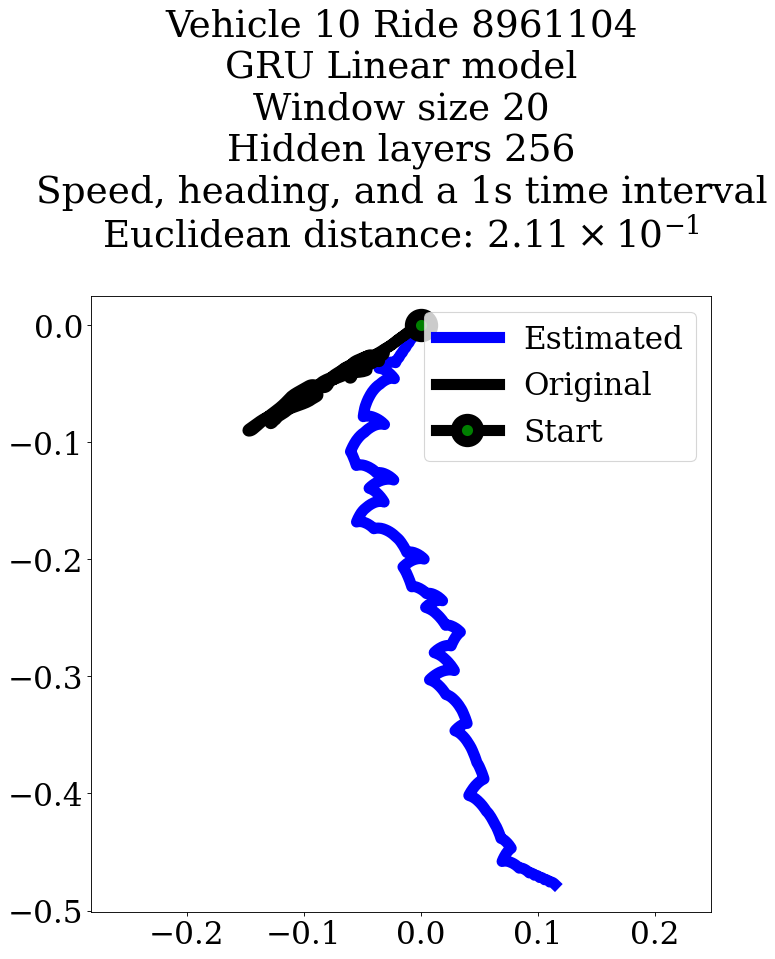 Vehicle 10 Ride 8961104
GRU Linear model
Window size 20
Hidden layers 256
Speed, heading, and a 1s time interval
Euclidean distance: 2.11 × 10⁻¹
Estimated
Original
Start
0.0
−0.1
−0.2
−0.3
−0.4
−0.5
−0.2 −0.1 0.0 0.1 0.2